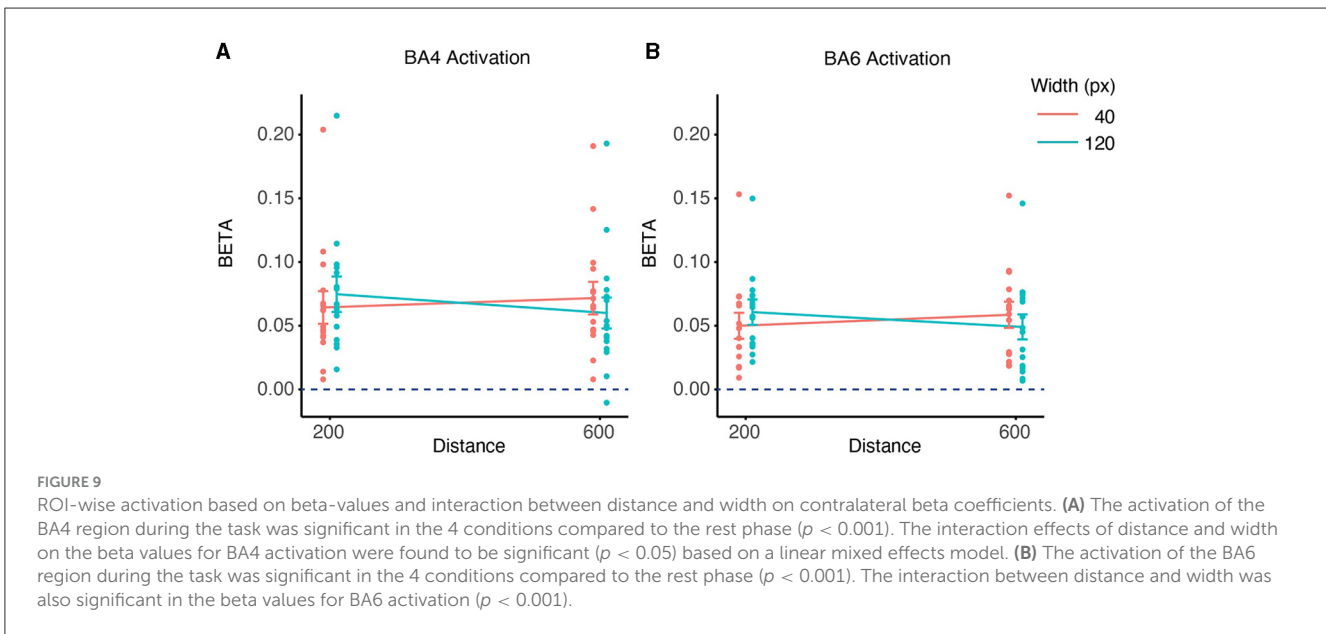 A
BA4 Activation
BETA
0.20
0.15
0.10
0.05
0.00
200
600
Distance
B
BA6 Activation
BETA
0.20
0.15
0.10
0.05
0.00
200
600
Distance
Width (px)
40
120
FIGURE 9
ROI-wise activation based on beta-values and interaction between distance and width on contralateral beta coefficients. (A) The activation of the
BA4 region during the task was significant in the 4 conditions compared to the rest phase (p < 0.001). The interaction effects of distance and width
on the beta values for BA4 activation were found to be significant (p < 0.05) based on a linear mixed effects model. (B) The activation of the BA6
region during the task was significant in the 4 conditions compared to the rest phase (p < 0.001). The interaction between distance and width was
also significant in the beta values for BA6 activation (p < 0.001).